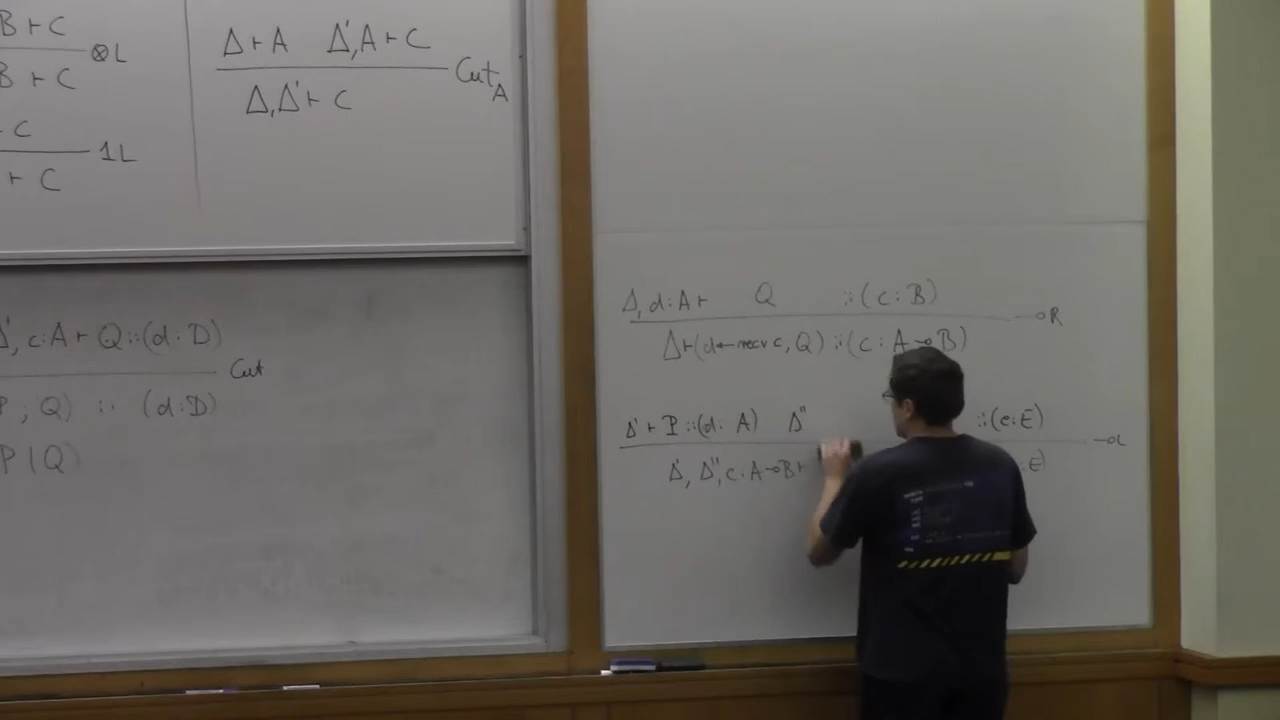 B ⊢ C
⊗L
B ⊢ C
C
1L
⊢ C
Δ ⊢ A   Δ', A ⊢ C
Cut_A
Δ, Δ' ⊢ C
Δ', c:A ⊢ Q :: (d:D)
Cut
P ; Q) :: (d:D)
P | Q)
Δ, d:A ⊢ Q :: (c:B)
⊸R
Δ ⊢ (d ← recv c, Q) :: (c:A ⊸ B)
Δ' ⊢ P :: (d:A)   Δ'' :: (e:E)
Δ', Δ'', c:A ⊸ B ⊢ :E)